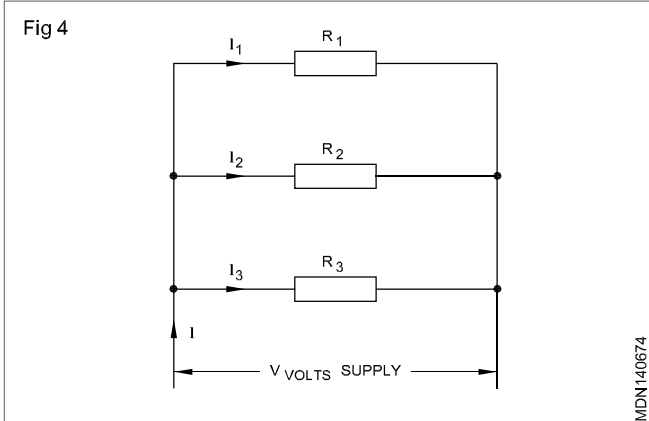 Fig 4
I1
R1
I2
R2
I3
R3
I
V VOLTS SUPPLY
MDN140674